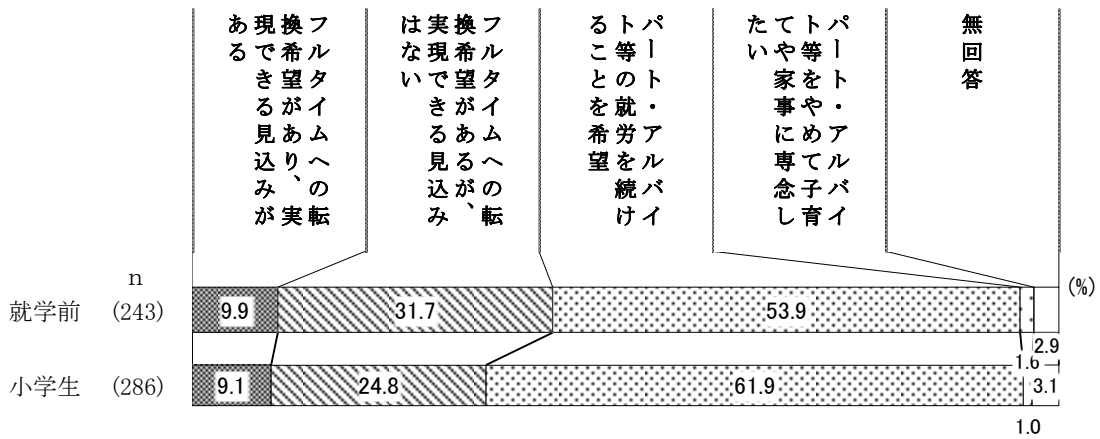 フルタイムへの転
換希望があり、実
現できる見込みが
ある
フルタイムへの転
換希望があるが、
実現できる見込み
はない
パート・アルバイ
ト等の就労を続け
ることを希望
パート・アルバイ
ト等をやめて子育
てや家事に専念し
たい
無回答
n
(%)
就学前 (243) 9.9 31.7 53.9
1.6 2.9
小学生 (286) 9.1 24.8 61.9 3.1
1.0